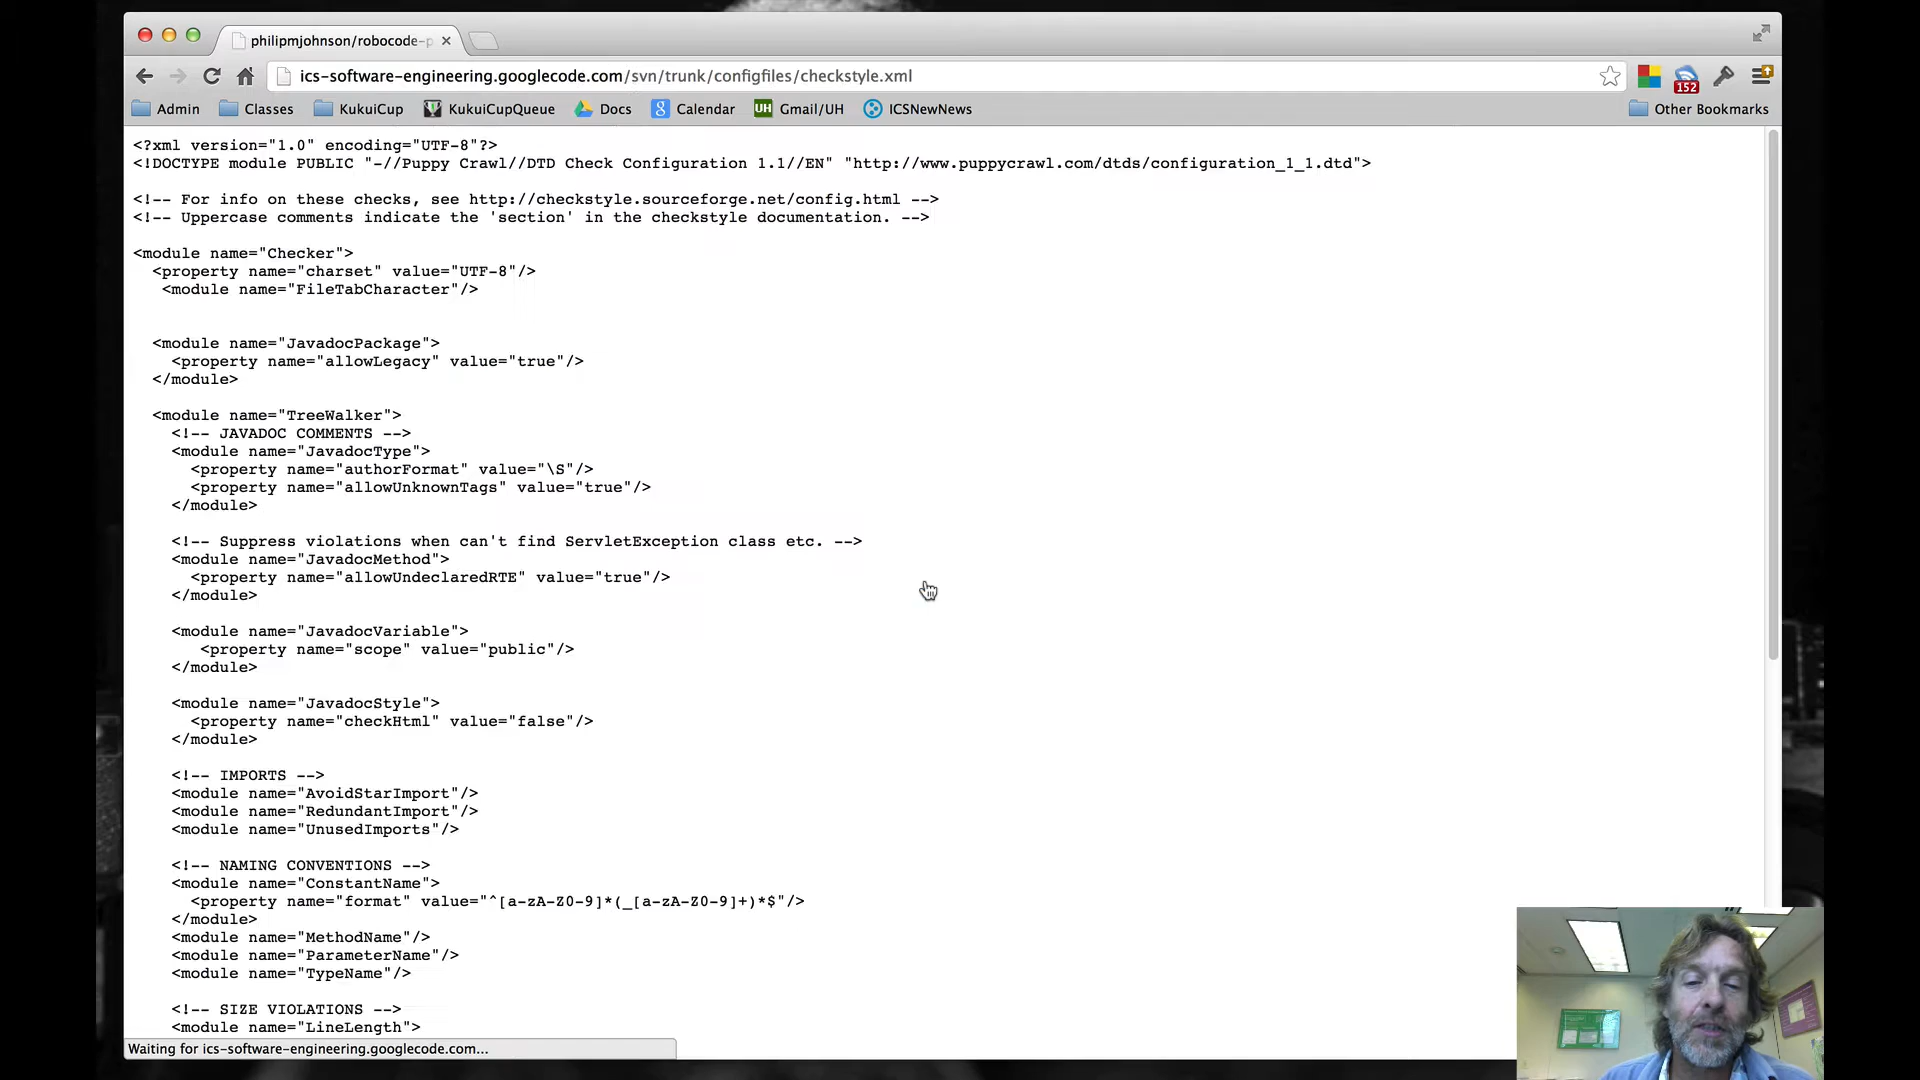 philipmjohnson/robocode-p
ics-software-engineering.googlecode.com/svn/trunk/configfiles/checkstyle.xml
152
Admin Classes KukuiCup KukuiCupQueue Docs 8 Calendar UH Gmail/UH ICSNewNews Other Bookmarks
<?xml version="1.0" encoding="UTF-8"?>
<!DOCTYPE module PUBLIC "-//Puppy Crawl//DTD Check Configuration 1.1//EN" "http://www.puppycrawl.com/dtds/configuration_1_1.dtd">
<!-- For info on these checks, see http://checkstyle.sourceforge.net/config.html -->
<!-- Uppercase comments indicate the 'section' in the checkstyle documentation. -->
<module name="Checker">
<property name="charset" value="UTF-8"/>
<module name="FileTabCharacter"/>
<module name="JavadocPackage">
<property name="allowLegacy" value="true"/>
</module>
<module name="TreeWalker">
<!-- JAVADOC COMMENTS -->
<module name="JavadocType">
<property name="authorFormat" value="\S"/>
<property name="allowUnknownTags" value="true"/>
</module>
<!-- Suppress violations when can't find ServletException class etc. -->
<module name="JavadocMethod">
<property name="allowUndeclaredRTE" value="true"/>
</module>
<module name="JavadocVariable">
<property name="scope" value="public"/>
</module>
<module name="JavadocStyle">
<property name="checkHtml" value="false"/>
</module>
<!-- IMPORTS -->
<module name="AvoidStarImport"/>
<module name="RedundantImport"/>
<module name="UnusedImports"/>
<!-- NAMING CONVENTIONS -->
<module name="ConstantName">
<property name="format" value="^[a-zA-Z0-9]*(_[a-zA-Z0-9]+)*$"/>
</module>
<module name="MethodName"/>
<module name="ParameterName"/>
<module name="TypeName"/>
<!-- SIZE VIOLATIONS -->
<module name="LineLength">
Waiting for ics-software-engineering.googlecode.com...